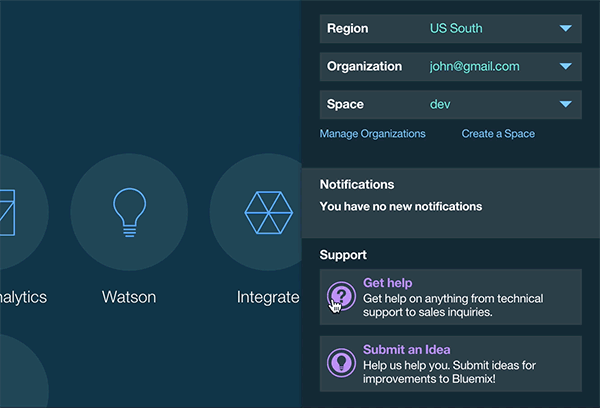 Region US South
Organization john@gmail.com
Space dev
Manage Organizations Create a Space
Notifications
You have no new notifications
Support
Get help
Get help on anything from technical
support to sales inquiries.
Submit an Idea
Help us help you. Submit ideas for
improvements to Bluemix!
nalytics Watson Integrate